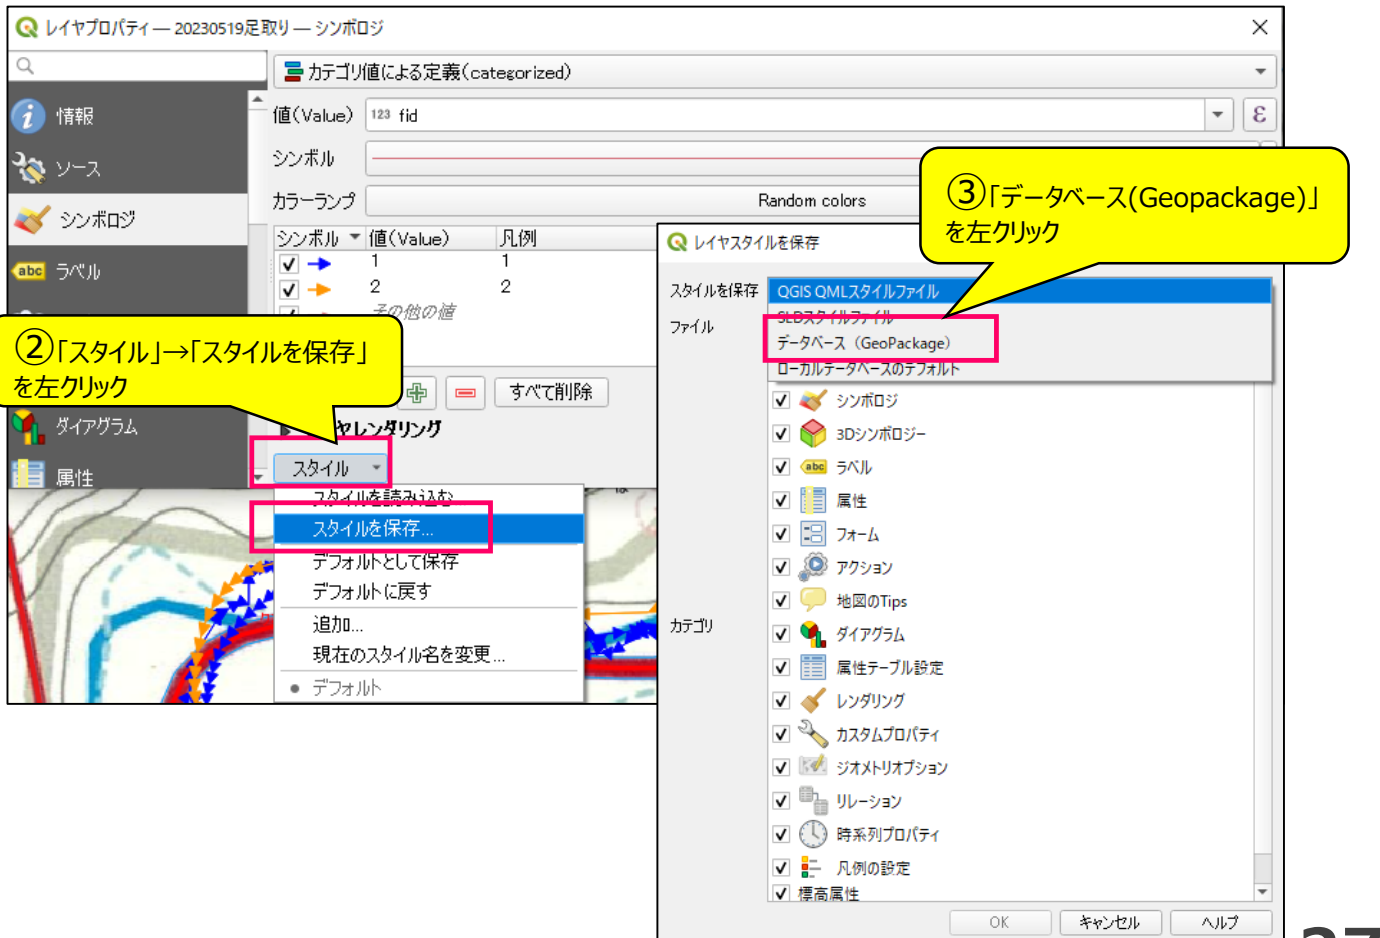 レイヤプロパティ — 20230519足取り — シンボロジ
情報
ソース
シンボロジ
ラベル
ダイアグラム
属性
カテゴリ値による定義(categorized)
値(Value)
123 fid
ε
シンボル
カラーランプ
Random colors
シンボル 値(Value) 凡例
1 1
2 2
その他の値
すべて削除
ヤレンダリング
②「スタイル」→「スタイルを保存」
を左クリック
スタイル
スタイルを読み込む
スタイルを保存...
デフォルトとして保存
デフォルトに戻す
追加...
現在のスタイル名を変更...
デフォルト
③「データベース(Geopackage)」
を左クリック
レイヤスタイルを保存
スタイルを保存
QGIS QMLスタイルファイル
SLDスタイルファイル
データベース (GeoPackage)
ローカルデータベースのデフォルト
ファイル
カテゴリ
シンボロジ
3Dシンボロジー
abc ラベル
属性
フォーム
アクション
地図のTips
ダイアグラム
属性テーブル設定
レンダリング
カスタムプロパティ
ジオメトリオプション
リレーション
時系列プロパティ
凡例の設定
標高属性
OK
キャンセル
ヘルプ